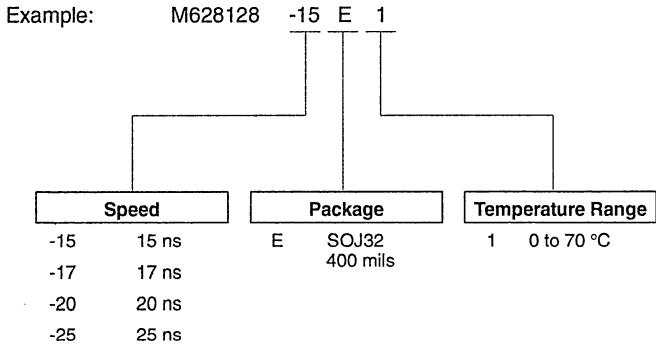 Example: M628128 -15 E 1
Speed Package Temperature Range
-15 15 ns E SOJ32 1 0 to 70 °C
400 mils
-17 17 ns
-20 20 ns
-25 25 ns